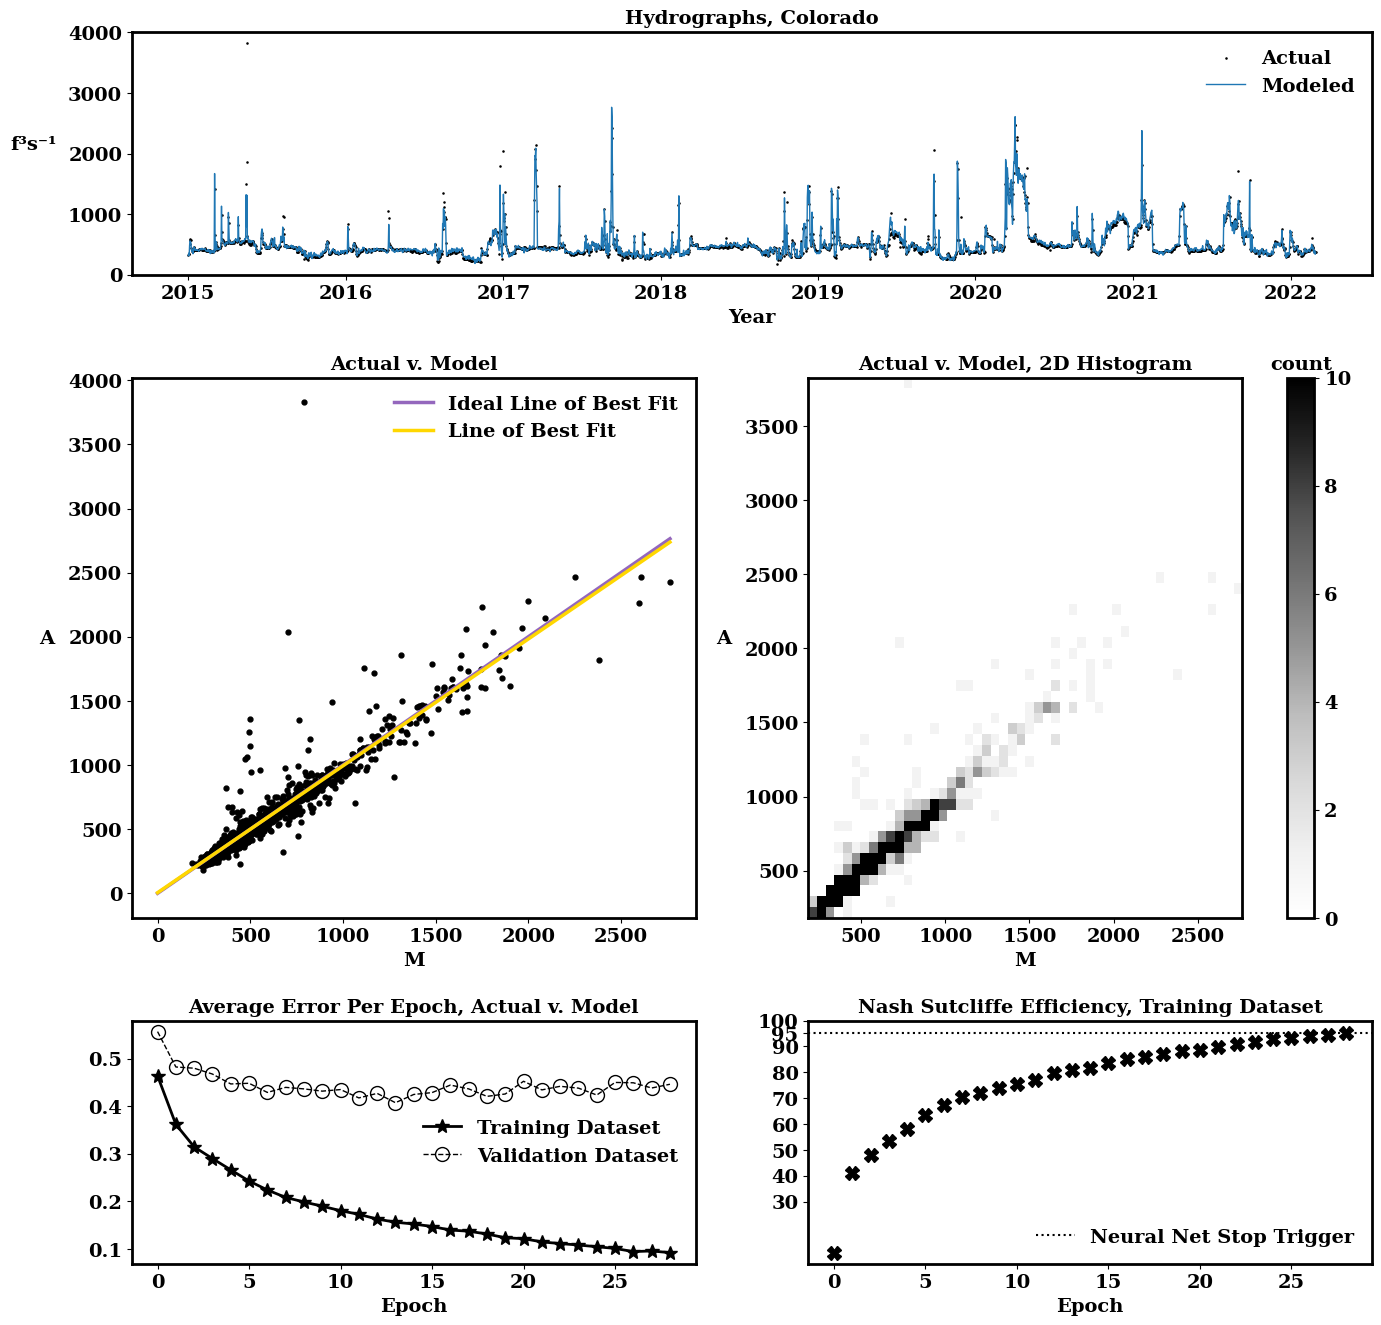 Hydrographs, Colorado
4000
3000
f³s⁻¹
2000
1000
0
Actual
Modeled
2015 2016 2017 2018 2019 2020 2021 2022
Year
Actual v. Model
4000
3500
3000
2500
2000
A
1500
1000
500
0
Ideal Line of Best Fit
Line of Best Fit
0 500 1000 1500 2000 2500
M
Actual v. Model, 2D Histogram
3500
3000
2500
2000
A
1500
1000
500
500 1000 1500 2000 2500
M
count
10
8
6
4
2
0
Average Error Per Epoch, Actual v. Model
0.5
0.4
0.3
0.2
0.1
Training Dataset
Validation Dataset
0 5 10 15 20 25
Epoch
Nash Sutcliffe Efficiency, Training Dataset
100
95
90
80
70
60
50
40
30
Neural Net Stop Trigger
0 5 10 15 20 25
Epoch